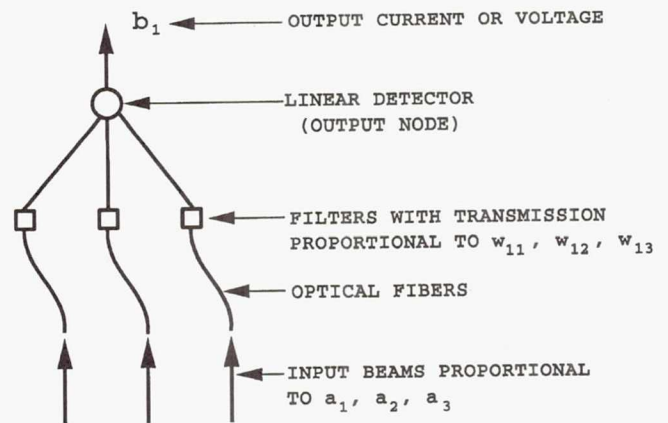 b₁ OUTPUT CURRENT OR VOLTAGE
LINEAR DETECTOR
(OUTPUT NODE)
FILTERS WITH TRANSMISSION
PROPORTIONAL TO w₁₁, w₁₂, w₁₃
OPTICAL FIBERS
INPUT BEAMS PROPORTIONAL
TO a₁, a₂, a₃